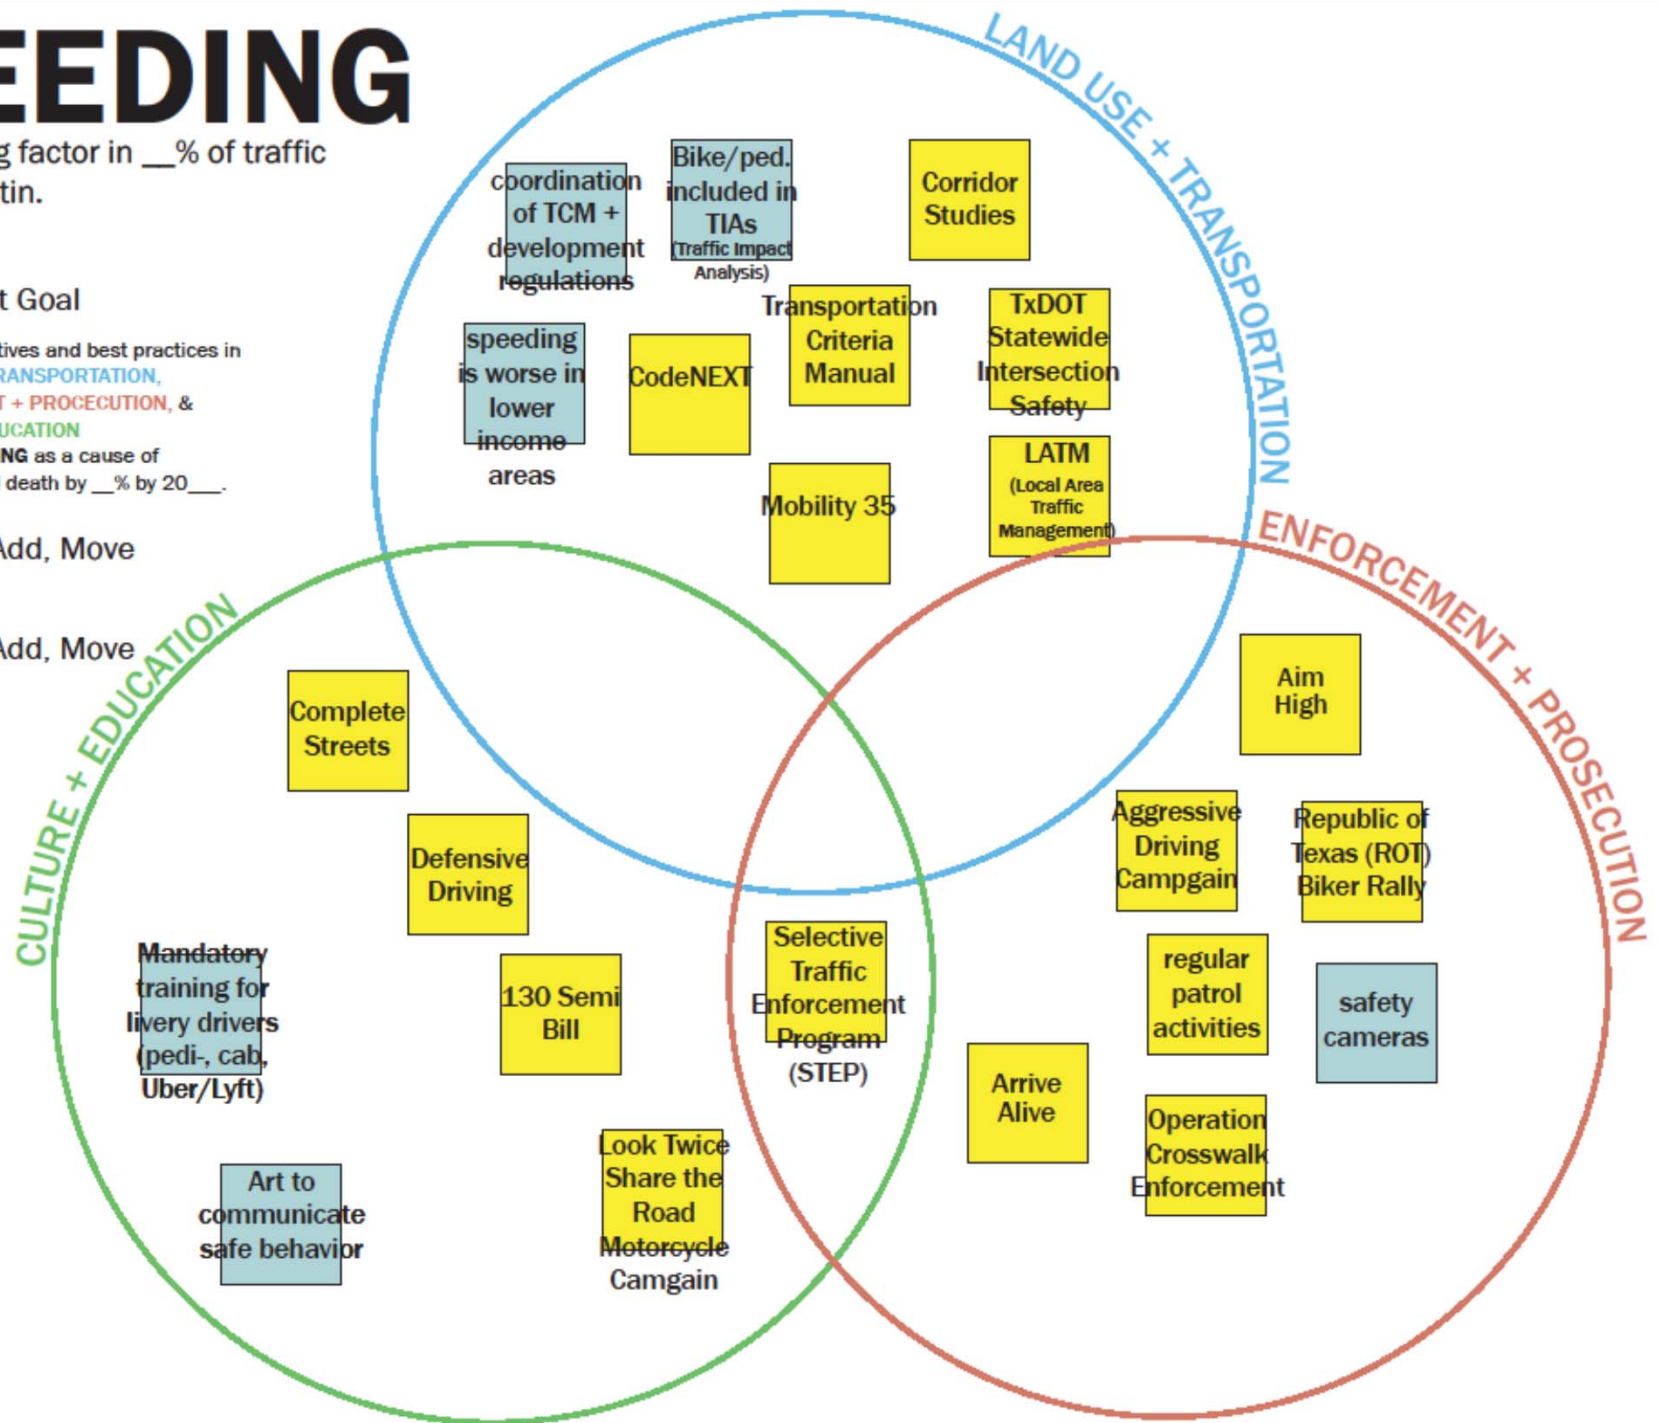 EEDING
g factor in __% of traffic
tin.
t Goal
tives and best practices in
RANSPORTATION,
T + PROCECUTION, &
UCATION
NG as a cause of
death by __% by 20___.
Add, Move
Add, Move
LAND USE + TRANSPORTATION
coordination
of TCM +
development
regulations
Bike/ped.
included in
TIAs
(Traffic Impact
Analysis)
Corridor
Studies
speeding
is worse in
lower
income
areas
CodeNEXT
Transportation
Criteria
Manual
TxDOT
Statewide
Intersection
Safety
Mobility 35
LATM
(Local Area
Traffic
Management)
CULTURE + EDUCATION
Complete
Streets
Defensive
Driving
Mandatory
training for
livery drivers
(pedi-, cab,
Uber/Lyft)
130 Semi
Bill
Art to
communicate
safe behavior
Look Twice
Share the
Road
Motorcycle
Camgain
Selective
Traffic
Enforcement
Program
(STEP)
ENFORCEMENT + PROSECUTION
Aim
High
Aggressive
Driving
Campgain
Republic of
Texas (ROT)
Biker Rally
regular
patrol
activities
safety
cameras
Arrive
Alive
Operation
Crosswalk
Enforcement